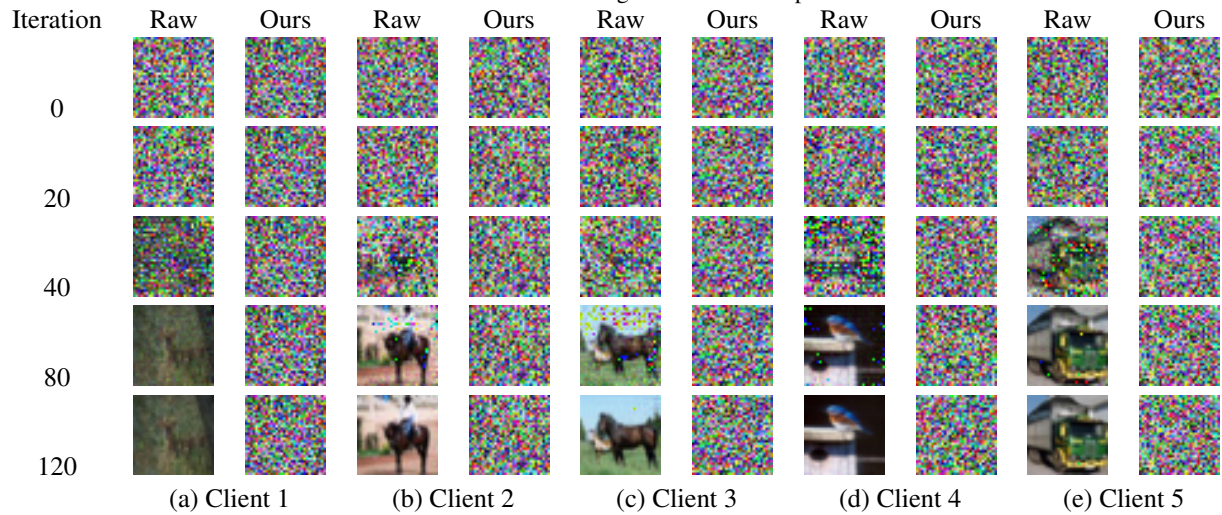 Iteration Raw Ours Raw Ours Raw Ours Raw Ours Raw Ours
0
20
40
80
120
(a) Client 1 (b) Client 2 (c) Client 3 (d) Client 4 (e) Client 5